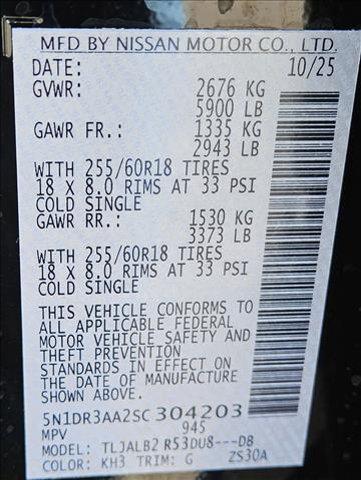 MFD BY NISSAN MOTOR CO., LTD.
DATE: 10/25
GVWR: 2676 KG
5900 LB
GAWR FR.: 1335 KG
2943 LB
WITH 255/60R18 TIRES
18 X 8.0 RIMS AT 33 PSI
COLD SINGLE
GAWR RR.: 1530 KG
3373 LB
WITH 255/60R18 TIRES
18 X 8.0 RIMS AT 33 PSI
COLD SINGLE
THIS VEHICLE CONFORMS TO
ALL APPLICABLE FEDERAL
MOTOR VEHICLE SAFETY AND
THEFT PREVENTION
STANDARDS IN EFFECT ON
THE DATE OF MANUFACTURE
SHOWN ABOVE.
5N1DR3AA2SC304203
MPV 945
MODEL: TLJALB2 R53DU8---DB
COLOR: KH3 TRIM: G ZS30A